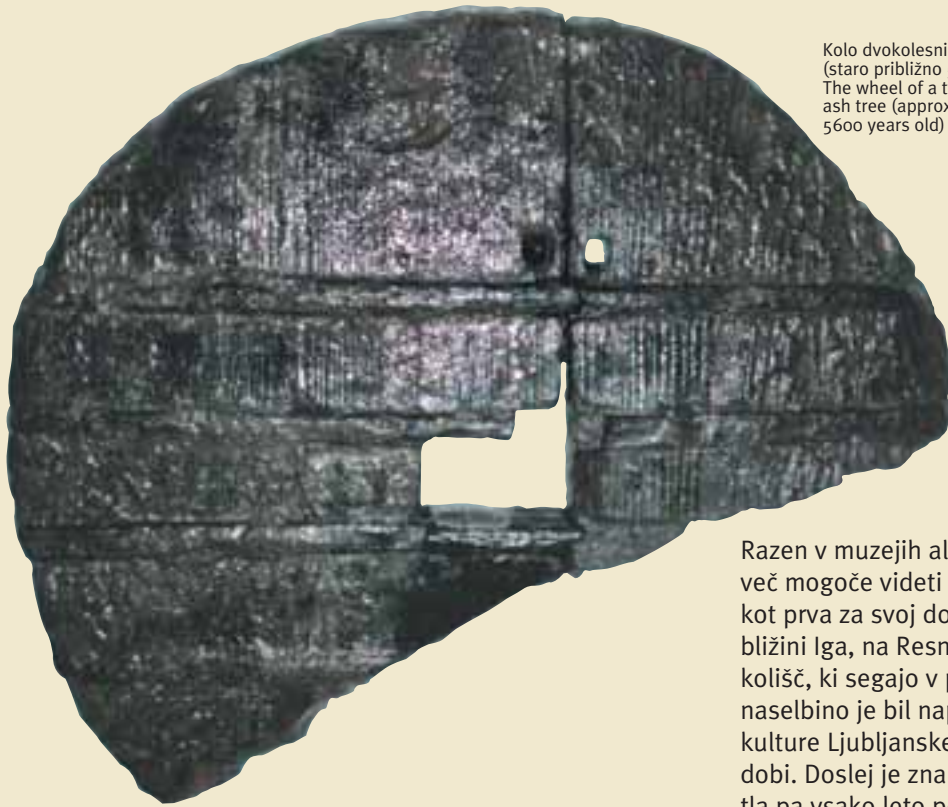 Kolo dvokolesni
(staro približno
The wheel of a t
ash tree (approx
5600 years old)
Razen v muzejih al
več mogoče videti
kot prva za svoj do
bližini Iga, na Resn
kolišč, ki segajo v p
naselbino je bil nap
kulture Ljubljanske
dobi. Doslej je zna
tla pa vsako leto p